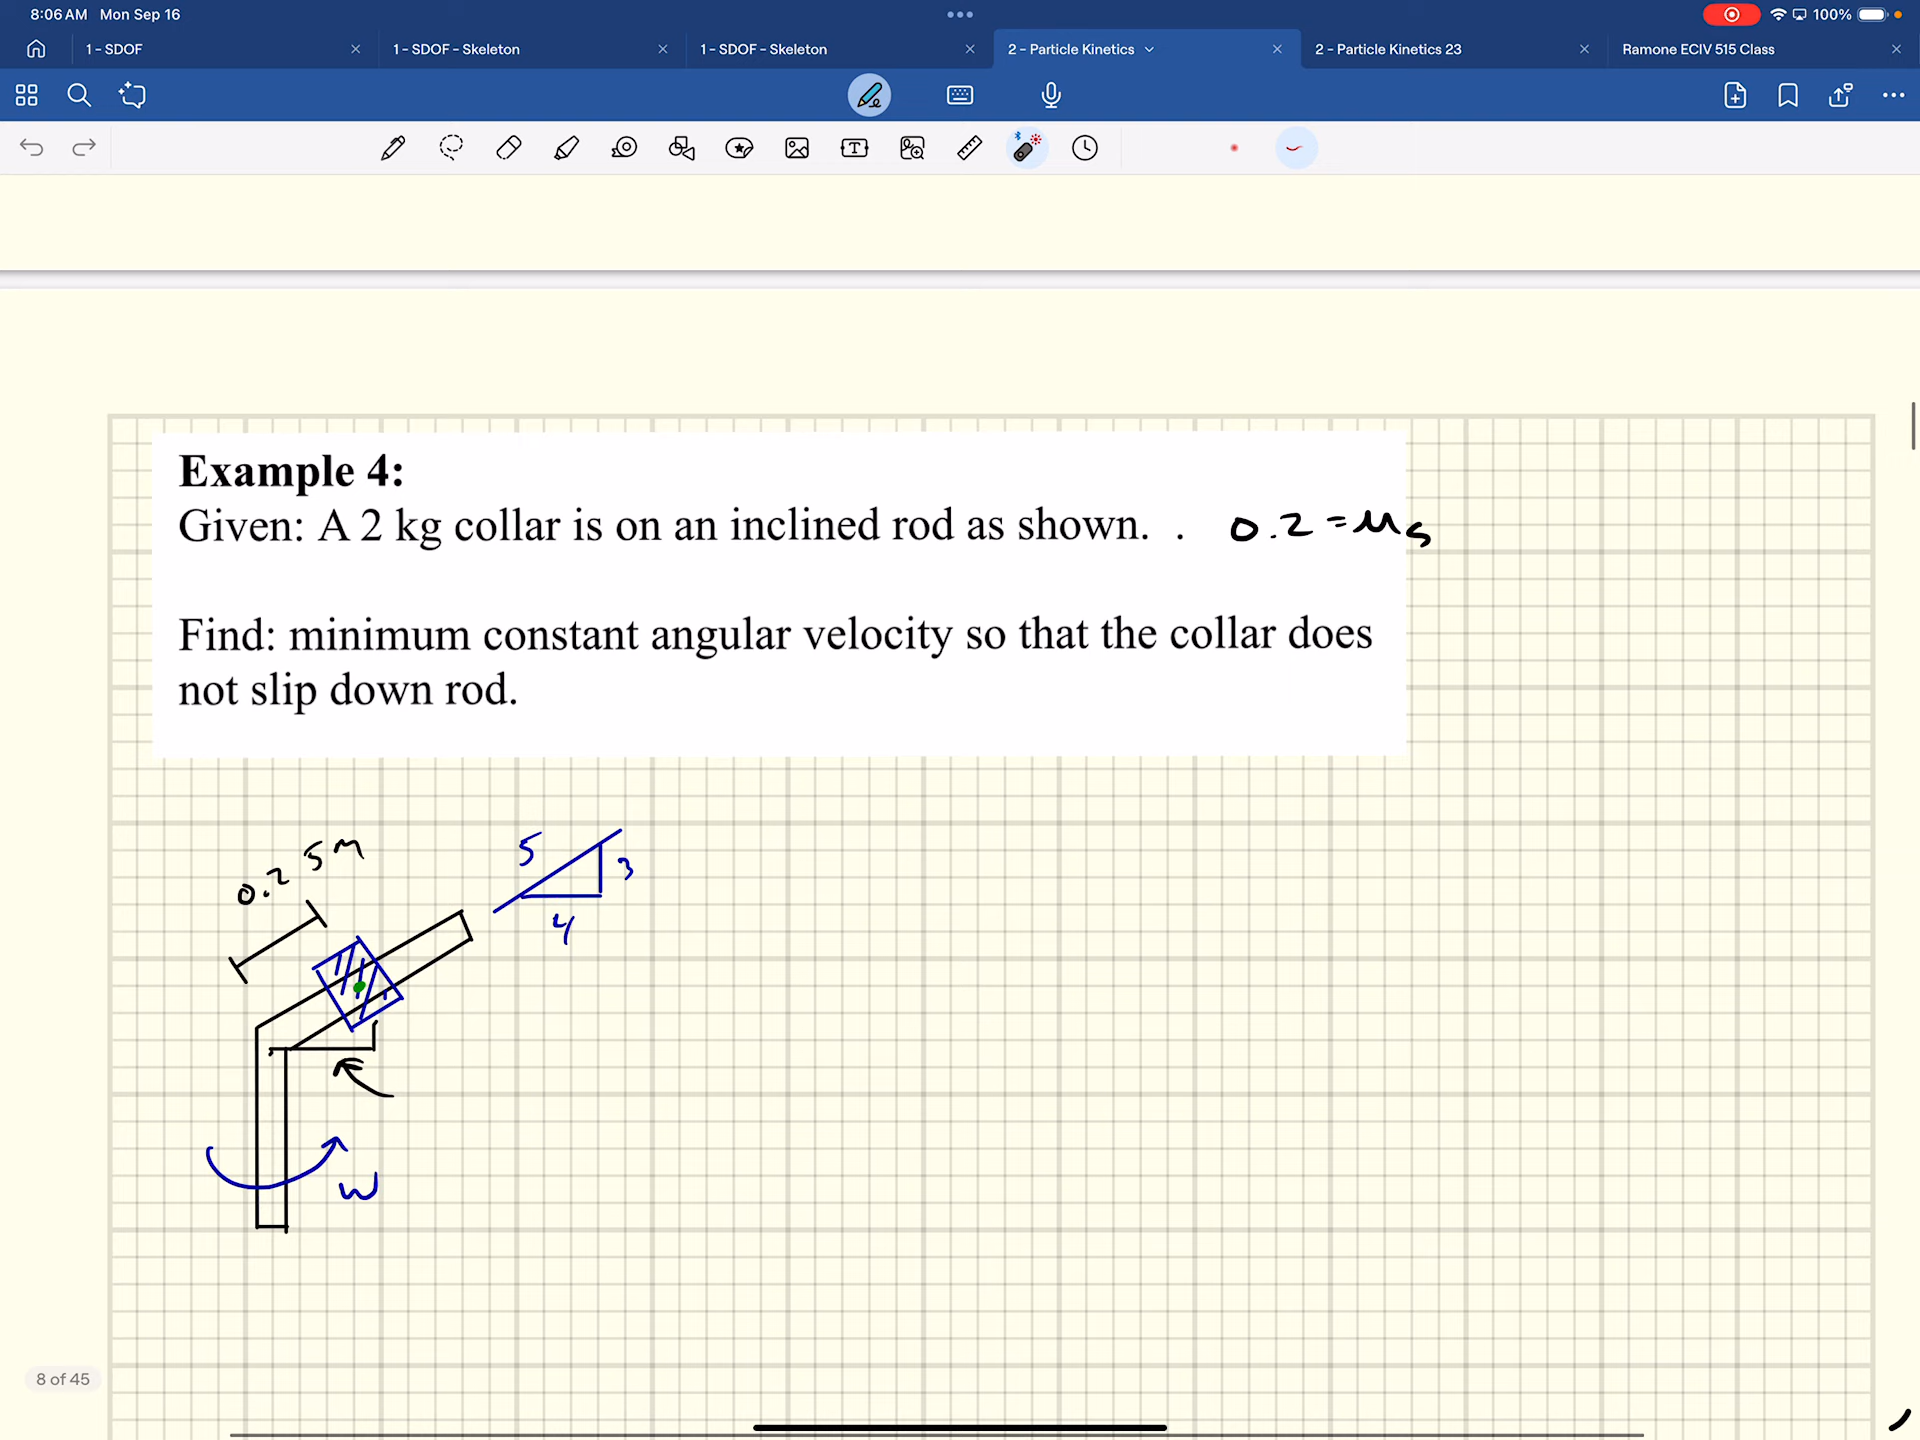 8:06 AM Mon Sep 16
100%
1 - SDOF
1 - SDOF - Skeleton
1 - SDOF - Skeleton
2 - Particle Kinetics
2 - Particle Kinetics 23
Ramone ECIV 515 Class
Example 4:
Given: A 2 kg collar is on an inclined rod as shown. . 0.2 = μs
Find: minimum constant angular velocity so that the collar does
not slip down rod.
0.25m
5
3
4
ω
8 of 45